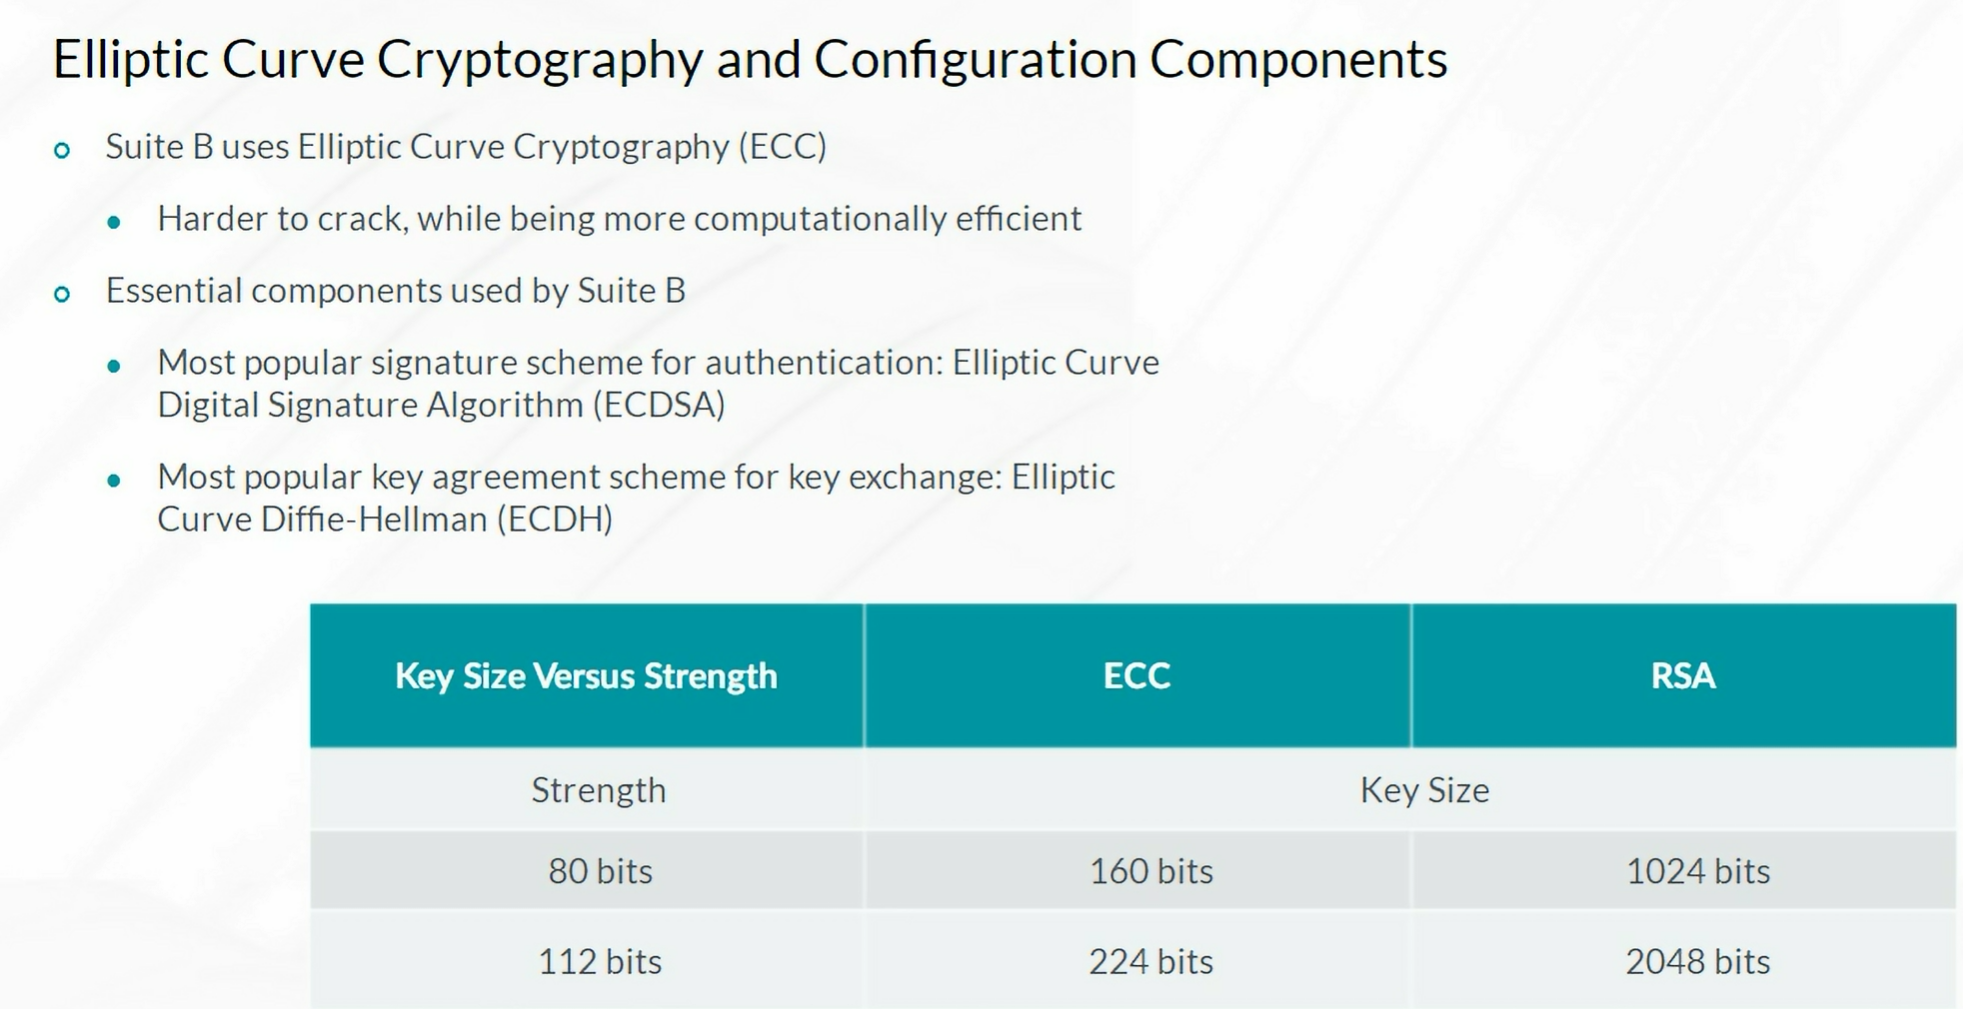 Elliptic Curve Cryptography and Configuration Components
Suite B uses Elliptic Curve Cryptography (ECC)
Harder to crack, while being more computationally efficient
Essential components used by Suite B
Most popular signature scheme for authentication: Elliptic Curve
Digital Signature Algorithm (ECDSA)
Most popular key agreement scheme for key exchange: Elliptic
Curve Diffie-Hellman (ECDH)
Key Size Versus Strength ECC RSA
Strength Key Size
80 bits 160 bits 1024 bits
112 bits 224 bits 2048 bits